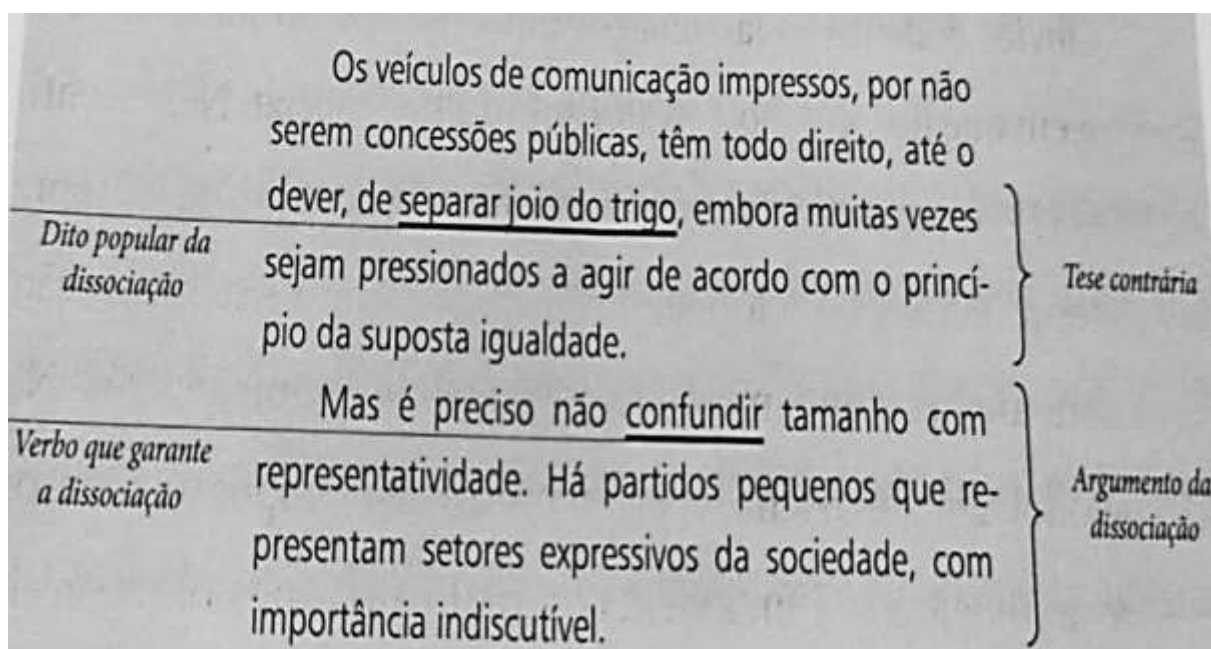 Os veículos de comunicação impressos, por não
serem concessões públicas, têm todo direito, até o
dever, de separar joio do trigo, embora muitas vezes
sejam pressionados a agir de acordo com o princí-
pio da suposta igualdade.
Dito popular da
dissociação
Tese contrária
Mas é preciso não confundir tamanho com
representatividade. Há partidos pequenos que re-
presentam setores expressivos da sociedade, com
importância indiscutível.
Verbo que garante
a dissociação
Argumento da
dissociação